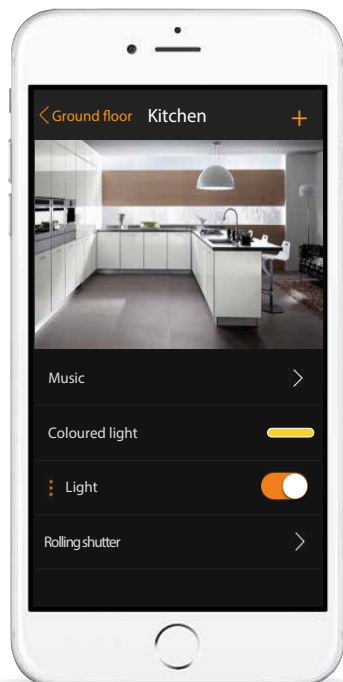 Ground floor Kitchen +
Music
Coloured light
Light
Rolling shutter